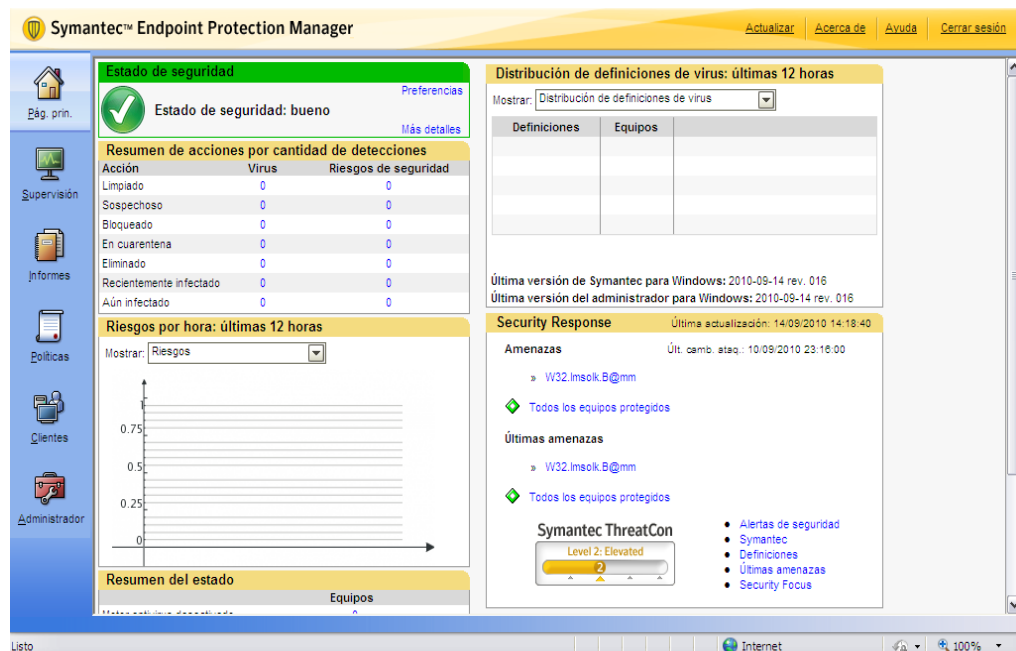 Symantec™ Endpoint Protection Manager
Actualizar Acerca de Ayuda Cerrar sesión
Pág. prin.
Supervisión
Informes
Políticas
Clientes
Administrador
Estado de seguridad
Preferencias
Estado de seguridad: bueno
Más detalles
Resumen de acciones por cantidad de detecciones
Acción Virus Riesgos de seguridad
Limpiado 0 0
Sospechoso 0 0
Bloqueado 0 0
En cuarentena 0 0
Eliminado 0 0
Recientemente infectado 0 0
Aún infectado 0 0
Riesgos por hora: últimas 12 horas
Mostrar: Riesgos
1
0.75
0.5
0.25
0
Resumen del estado
Equipos
Distribución de definiciones de virus: últimas 12 horas
Mostrar: Distribución de definiciones de virus
Definiciones Equipos
Última versión de Symantec para Windows: 2010-09-14 rev. 016
Última versión del administrador para Windows: 2010-09-14 rev. 016
Security Response Última actualización: 14/09/2010 14:18:40
Amenazas Últ. camb. ataq.: 10/09/2010 23:16:00
» W32.Imsolk.B@mm
Todos los equipos protegidos
Últimas amenazas
» W32.Imsolk.B@mm
Todos los equipos protegidos
Symantec ThreatCon
Level 2: Elevated
2
Alertas de seguridad
Symantec
Definiciones
Últimas amenazas
Security Focus
Listo Internet 100%